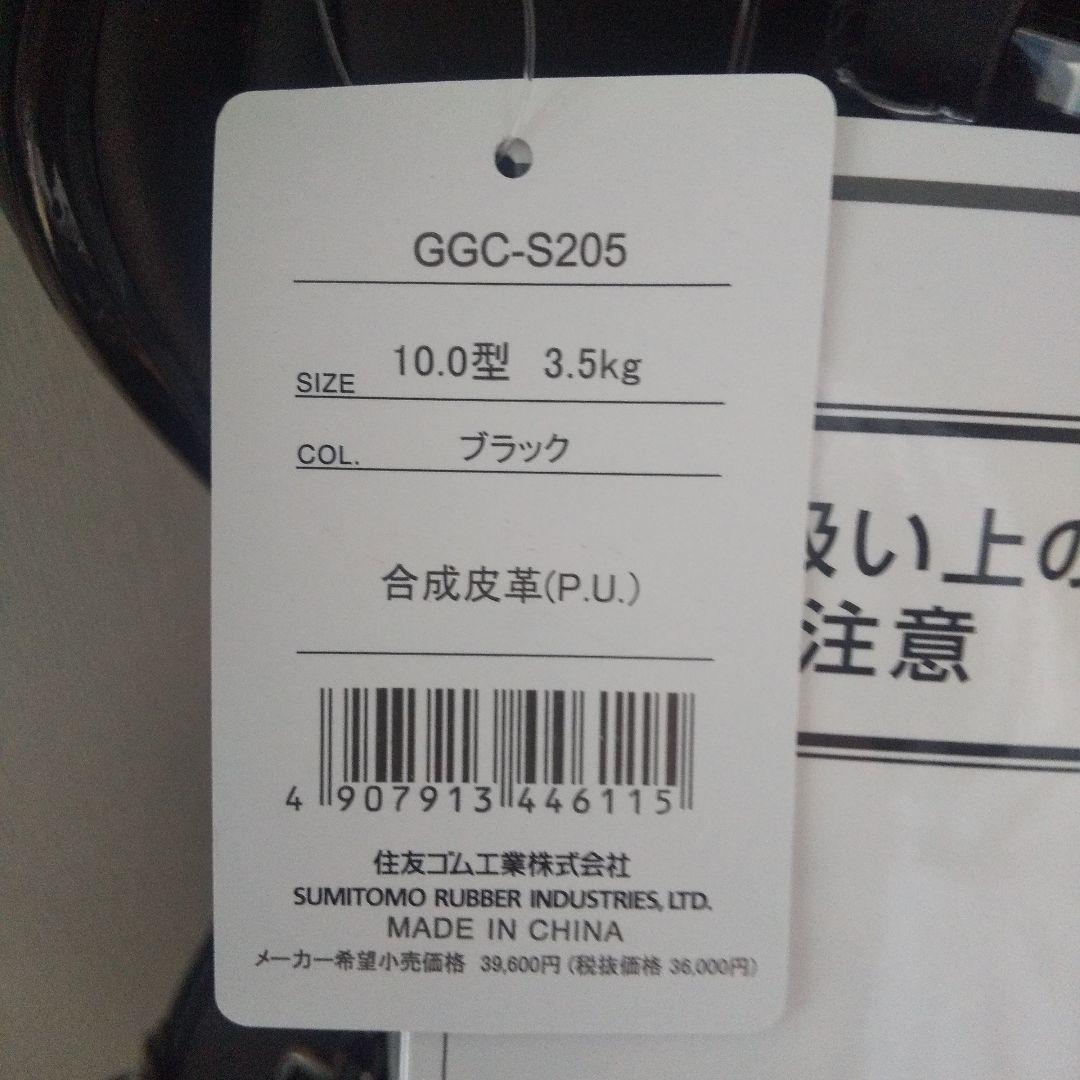 GGC-S205
SIZE 10.0型 3.5kg
COL. ブラック
合成皮革(P.U.)
4 907913 446115
住友ゴム工業株式会社
SUMITOMO RUBBER INDUSTRIES, LTD.
MADE IN CHINA
メーカー希望小売価格 39,600円 (税抜価格 36,000円)
扱い上の
注意